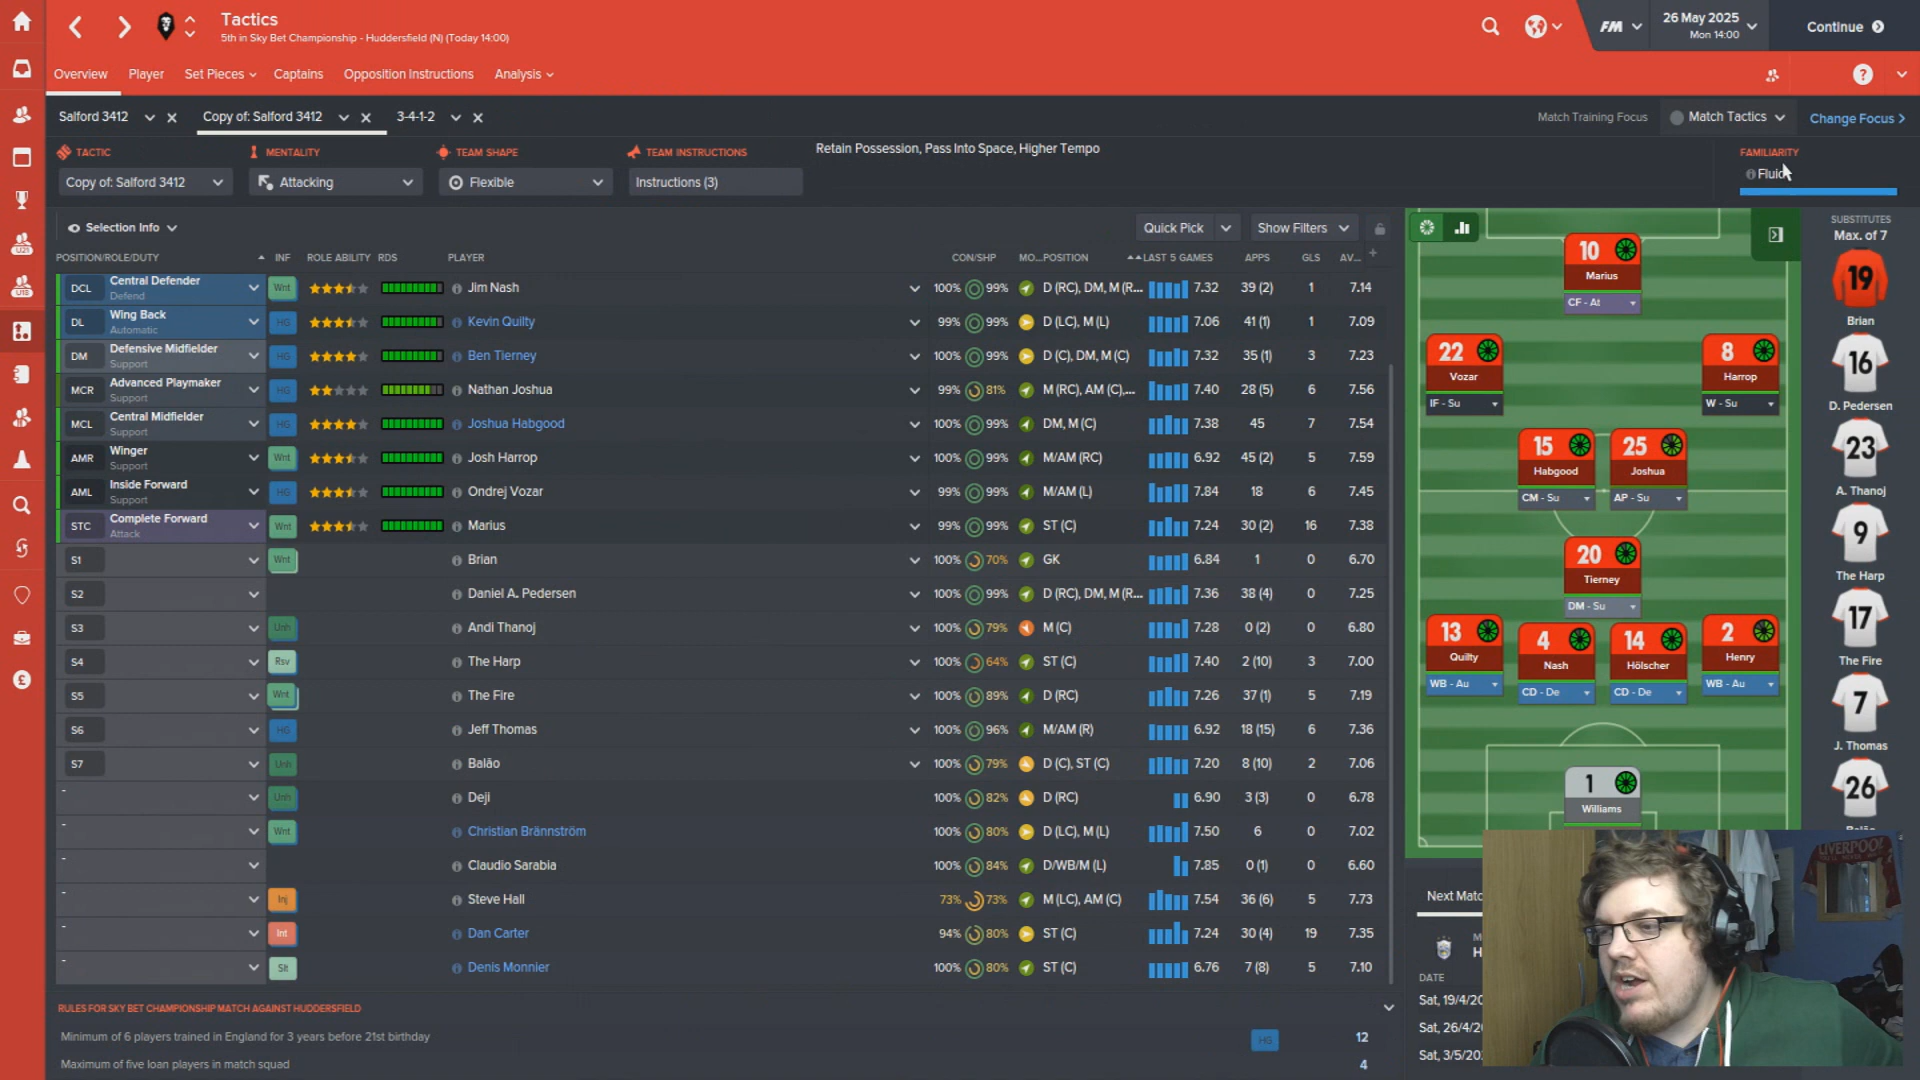 Tactics
5th in Sky Bet Championship - Huddersfield (N) (Today 14:00)
FM
26 May 2025
Mon 14:00
Continue
Overview
Player
Set Pieces
Captains
Opposition Instructions
Analysis
?
Salford 3412
Copy of: Salford 3412
3-4-1-2
Match Training Focus
Match Tactics
Change Focus
TACTIC
MENTALITY
TEAM SHAPE
TEAM INSTRUCTIONS
Retain Possession, Pass Into Space, Higher Tempo
FAMILIARITY
Copy of: Salford 3412
Attacking
Flexible
Instructions (3)
Fluid
Selection Info
Quick Pick
Show Filters
POSITION/ROLE/DUTY INF ROLE ABILITY RDS PLAYER CON/SHP MO... POSITION LAST 5 GAMES APPS GLS AV...
DCL Central Defender Defend Wnt Jim Nash 100% 99% D (RC), DM, M (R... 7.32 39 (2) 1 7.14
DL Wing Back Automatic HG Kevin Quilty 99% 99% D (LC), M (L) 7.06 41 (1) 1 7.09
DM Defensive Midfielder Support HG Ben Tierney 100% 99% D (C), DM, M (C) 7.32 35 (1) 3 7.23
MCR Advanced Playmaker Support HG Nathan Joshua 99% 81% M (RC), AM (C),... 7.40 28 (5) 6 7.56
MCL Central Midfielder Support HG Joshua Habgood 100% 99% DM, M (C) 7.38 45 7 7.54
AMR Winger Support Wnt Josh Harrop 100% 99% M/AM (RC) 6.92 45 (2) 5 7.59
AML Inside Forward Support HG Ondrej Vozar 99% 99% M/AM (L) 7.84 18 6 7.45
STC Complete Forward Attack Wnt Marius 99% 99% ST (C) 7.24 30 (2) 16 7.38
S1 Wnt Brian 100% 70% GK 6.84 1 0 6.70
S2 Daniel A. Pedersen 100% 99% D (RC), DM, M (R... 7.36 38 (4) 0 7.25
S3 Unh Andi Thanoj 100% 79% M (C) 7.28 0 (2) 0 6.80
S4 Rsv The Harp 100% 64% ST (C) 7.40 2 (10) 3 7.00
S5 Wnt The Fire 100% 89% D (RC) 7.26 37 (1) 5 7.19
S6 HG Jeff Thomas 100% 96% M/AM (R) 6.92 18 (15) 6 7.36
S7 Unh Balão 100% 79% D (C), ST (C) 7.20 8 (10) 2 7.06
- Unh Deji 100% 82% D (RC) 6.90 3 (3) 0 6.78
- Wnt Christian Brännström 100% 80% D (LC), M (L) 7.50 6 0 7.02
- Claudio Sarabia 100% 84% D/WB/M (L) 7.85 0 (1) 0 6.60
- Inj Steve Hall 73% 73% M (LC), AM (C) 7.54 36 (6) 5 7.73
- Int Dan Carter 94% 80% ST (C) 7.24 30 (4) 19 7.35
- Slt Denis Monnier 100% 80% ST (C) 6.76 7 (8) 5 7.10
RULES FOR SKY BET CHAMPIONSHIP MATCH AGAINST HUDDERSFIELD
Minimum of 6 players trained in England for 3 years before 21st birthday HG 12
Maximum of five loan players in match squad 4
10
Marius
CF - At
22 8
Vozar Harrop
IF - Su W - Su
15 25
Habgood Joshua
CM - Su AP - Su
20
Tierney
DM - Su
13 4 14 2
Quilty Nash Hölscher Henry
WB - Au CD - De CD - De WB - Au
1
Williams
SUBSTITUTES
Max. of 7
19
Brian
16
D. Pedersen
23
A. Thanoj
9
The Harp
17
The Fire
7
J. Thomas
26
Next Matc
H
DATE
Sat, 19/4/20
Sat, 26/4/2
Sat, 3/5/20
LIVERPOOL